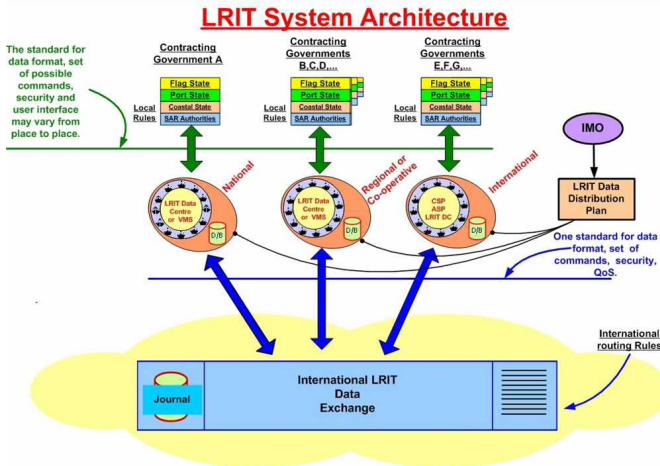 LRIT System Architecture
The standard for
data format, set
of possible
commands,
security and
user interface
may vary from
place to place.
Contracting
Government A
Contracting
Governments
B,C,D,...
Contracting
Governments
E,F,G,...
Local
Rules
Flag State
Port State
Coastal State
SAR Authorities
Local
Rules
Flag State
Port State
Coastal State
SAR Authorities
Local
Rules
Flag State
Port State
Coastal State
SAR Authorities
IMO
LRIT Data
Distribution
Plan
National
LRIT Data
Centre
or VMS
D/B
Regional or
Co-operative
LRIT Data
Centre
or VMS
D/B
International
CSP
ASP
LRIT DC
D/B
One standard for data
format, set of
commands, security,
QoS.
International
routing Rules
Journal
International LRIT
Data
Exchange